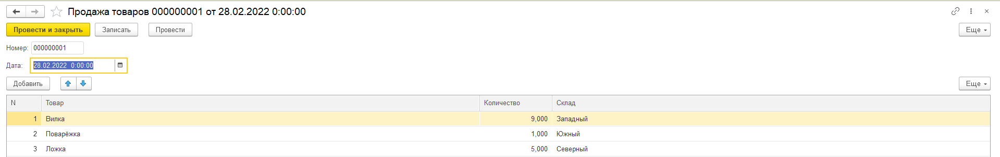 Продажа товаров 000000001 от 28.02.2022 0:00:00
Провести и закрыть Записать Провести Еще
Номер: 000000001
Дата: 28.02.2022 0:00:00
Добавить Еще
N Товар Количество Склад
1 Вилка 9,000 Западный
2 Поварёжка 1,000 Южный
3 Ложка 5,000 Северный